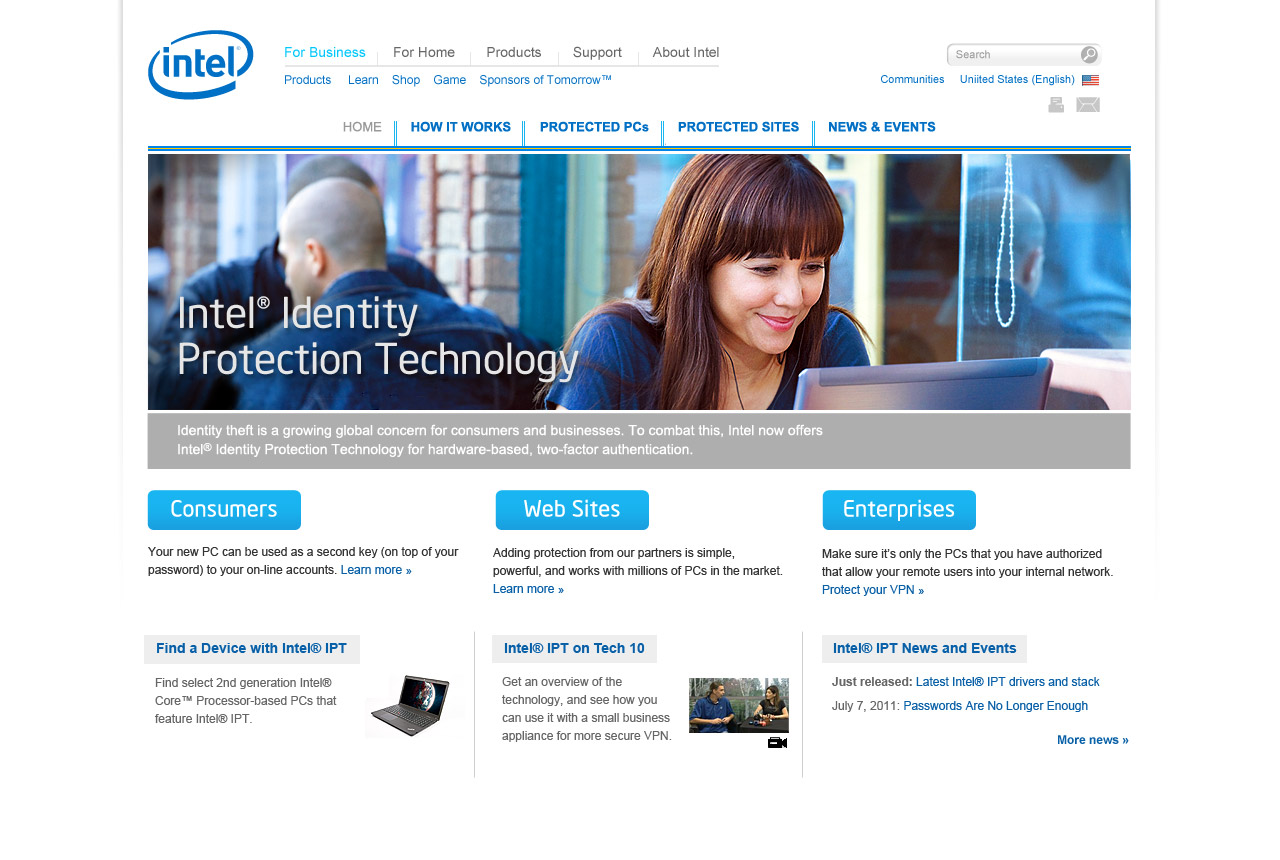 intel®
For Business For Home Products Support About Intel
Search
Products Learn Shop Game Sponsors of Tomorrow™
Communities Uniited States (English)
HOME HOW IT WORKS PROTECTED PCs PROTECTED SITES NEWS & EVENTS
Intel® Identity
Protection Technology
Identity theft is a growing global concern for consumers and businesses. To combat this, Intel now offers
Intel® Identity Protection Technology for hardware-based, two-factor authentication.
Consumers
Your new PC can be used as a second key (on top of your
password) to your on-line accounts. Learn more »
Web Sites
Adding protection from our partners is simple,
powerful, and works with millions of PCs in the market.
Learn more »
Enterprises
Make sure it's only the PCs that you have authorized
that allow your remote users into your internal network.
Protect your VPN »
Find a Device with Intel® IPT
Find select 2nd generation Intel®
Core™ Processor-based PCs that
feature Intel® IPT.
Intel® IPT on Tech 10
Get an overview of the
technology, and see how you
can use it with a small business
appliance for more secure VPN.
Intel® IPT News and Events
Just released: Latest Intel® IPT drivers and stack
July 7, 2011: Passwords Are No Longer Enough
More news »